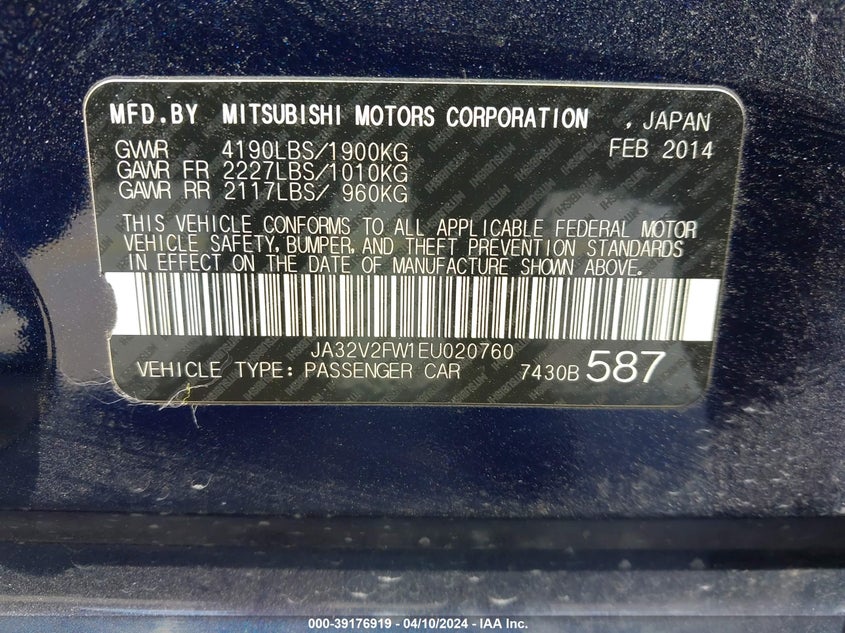 MFD.BY MITSUBISHI MOTORS CORPORATION , JAPAN
GVWR 4190LBS/1900KG FEB 2014
GAWR FR 2227LBS/1010KG
GAWR RR 2117LBS/ 960KG
THIS VEHICLE CONFORMS TO ALL APPLICABLE FEDERAL MOTOR
VEHICLE SAFETY, BUMPER, AND THEFT PREVENTION STANDARDS
IN EFFECT ON THE DATE OF MANUFACTURE SHOWN ABOVE.
JA32V2FW1EU020760
VEHICLE TYPE: PASSENGER CAR 7430B 587
000-39176919 - 04/10/2024 - IAA Inc.